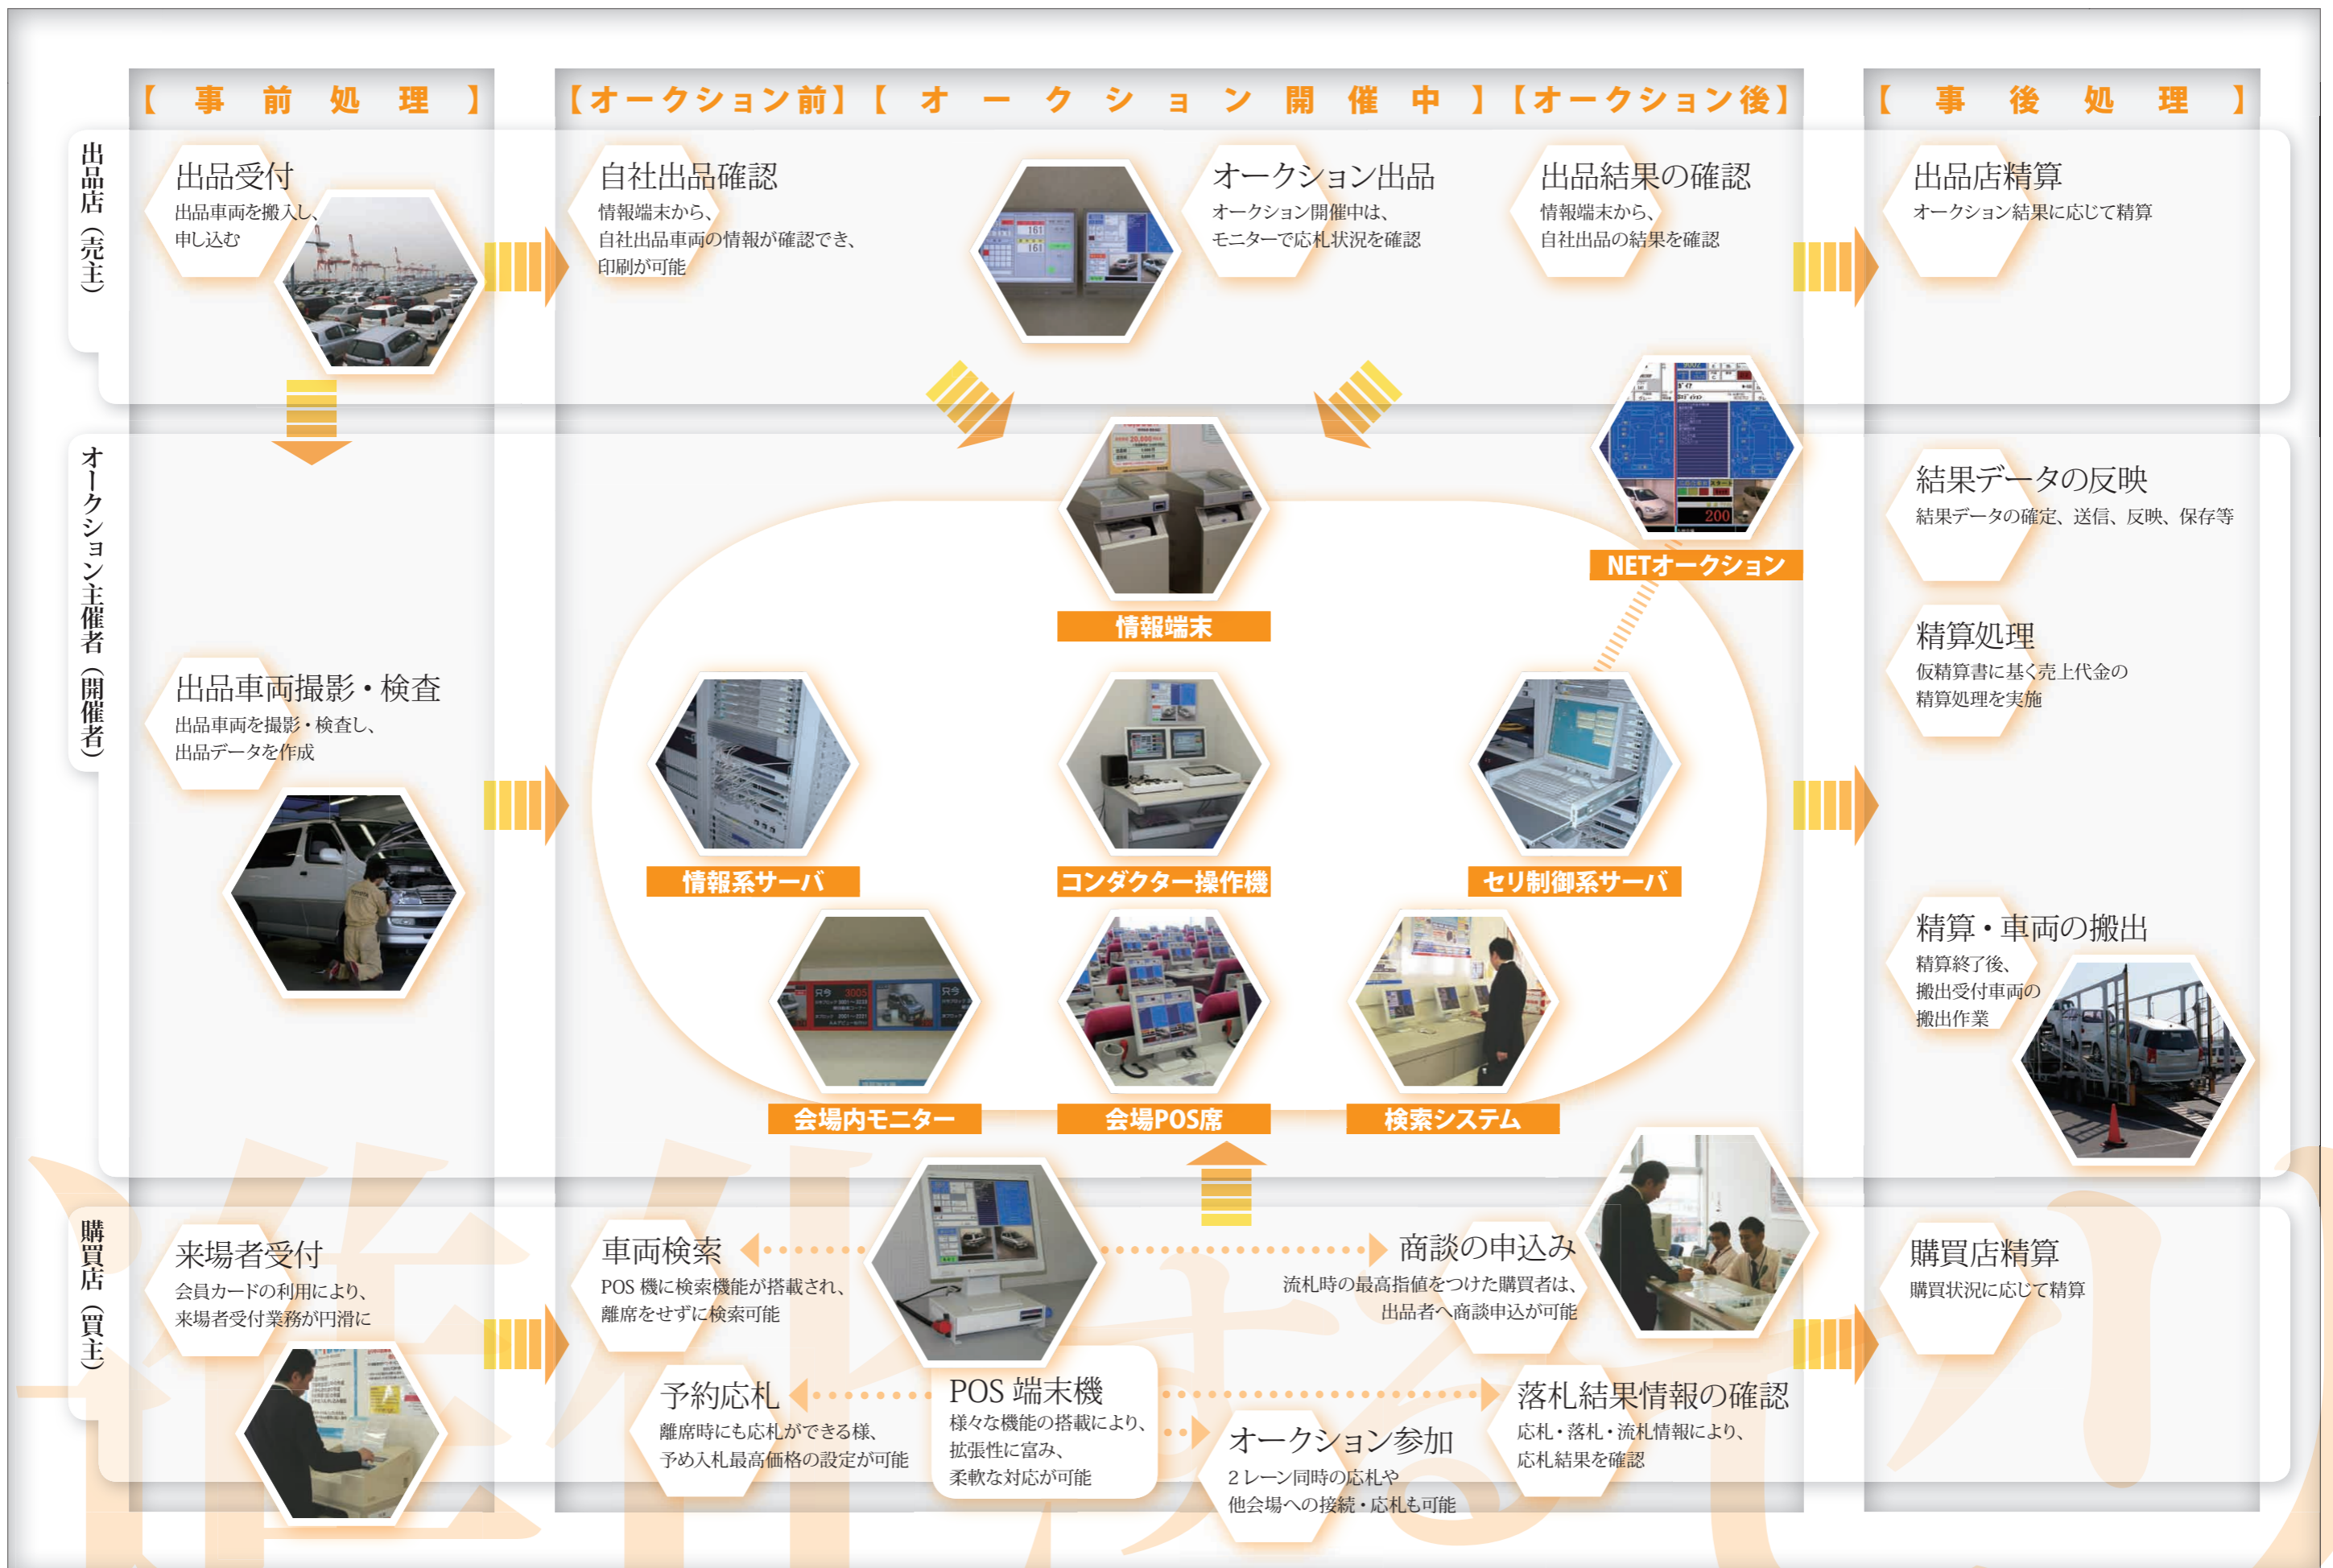 【事前処理】
【オークション前】【オークション開催中】【オークション後】
【事後処理】
出品店（売主）
出品受付
出品車両を搬入し、
申し込む
自社出品確認
情報端末から、
自社出品車両の情報が確認でき、
印刷が可能
オークション出品
オークション開催中は、
モニターで応札状況を確認
出品結果の確認
情報端末から、
自社出品の結果を確認
出品店精算
オークション結果に応じて精算
オークション主催者（開催者）
出品車両撮影・検査
出品車両を撮影・検査し、
出品データを作成
情報端末
NETオークション
情報系サーバ
コンダクター操作機
セリ制御系サーバ
会場内モニター
会場POS席
検索システム
結果データの反映
結果データの確定、送信、反映、保存等
精算処理
仮精算書に基く売上代金の
精算処理を実施
精算・車両の搬出
精算終了後、
搬出受付車両の
搬出作業
購買店（買主）
来場者受付
会員カードの利用により、
来場者受付業務が円滑に
車両検索
POS 機に検索機能が搭載され、
離席をせずに検索可能
予約応札
離席時にも応札ができる様、
予め入札最高価格の設定が可能
POS 端末機
様々な機能の搭載により、
拡張性に富み、
柔軟な対応が可能
商談の申込み
流札時の最高指値をつけた購買者は、
出品者へ商談申込が可能
オークション参加
2 レーン同時の応札や
他会場への接続・応札も可能
落札結果情報の確認
応札・落札・流札情報により、
応札結果を確認
購買店精算
購買状況に応じて精算
161
161
20,000
200
只今 3005
只今
進化する